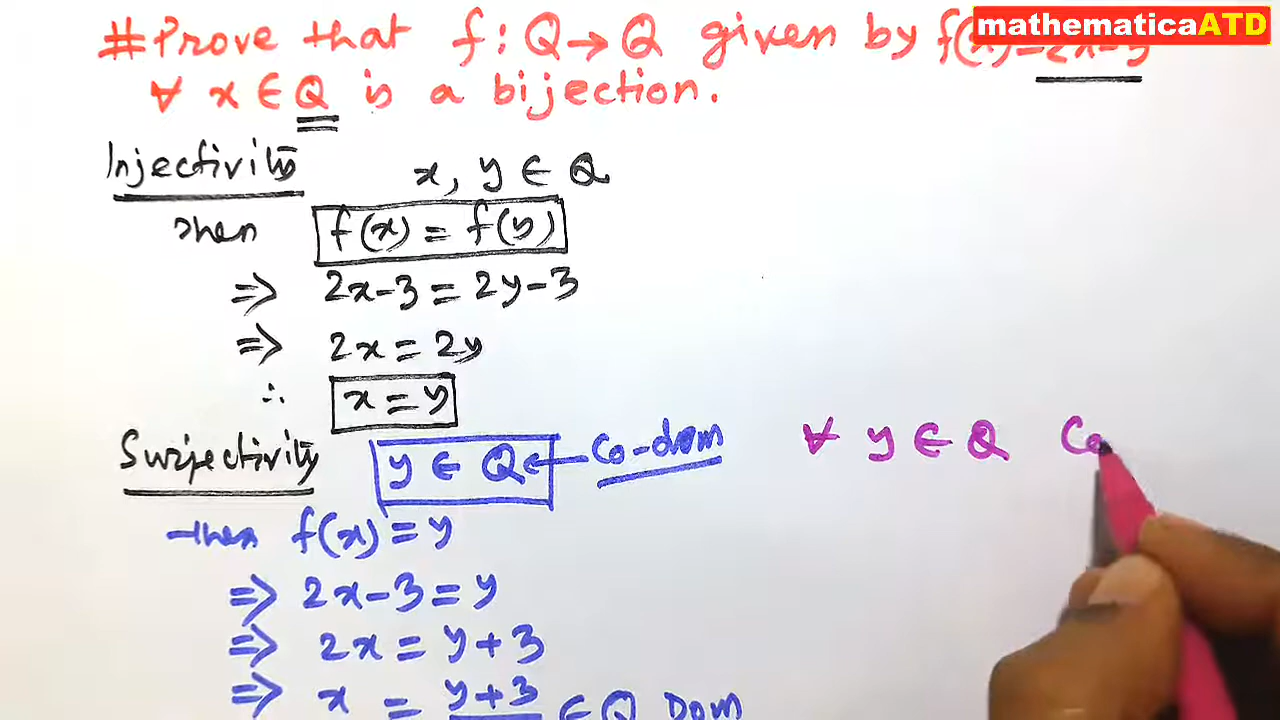 mathematicaATD
#Prove that f: Q→Q given by f(x)=2x-3
∀ x ∈ Q is a bijection.
Injectivity x, y ∈ Q
then f(x) = f(y)
⇒ 2x-3 = 2y-3
⇒ 2x = 2y
∴ x = y
Surjectivity y ∈ Q ← Co-dom ∀ y ∈ Q Co
then f(x) = y
⇒ 2x-3 = y
⇒ 2x = y+3
⇒ x = y+3 ∈ Q Dom